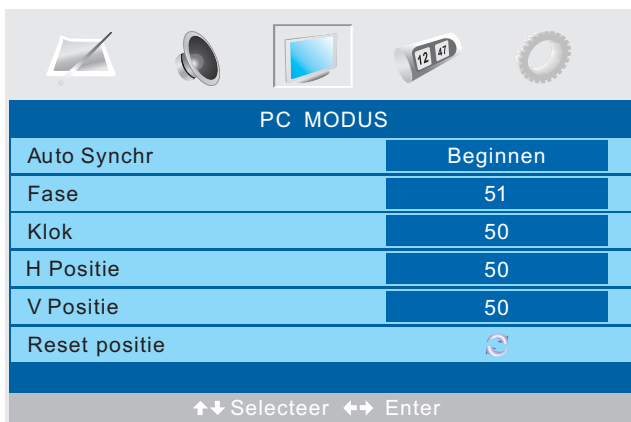 12 47
PC MODUS
Auto Synchr Beginnen
Fase 51
Klok 50
H Positie 50
V Positie 50
Reset positie
Selecteer Enter